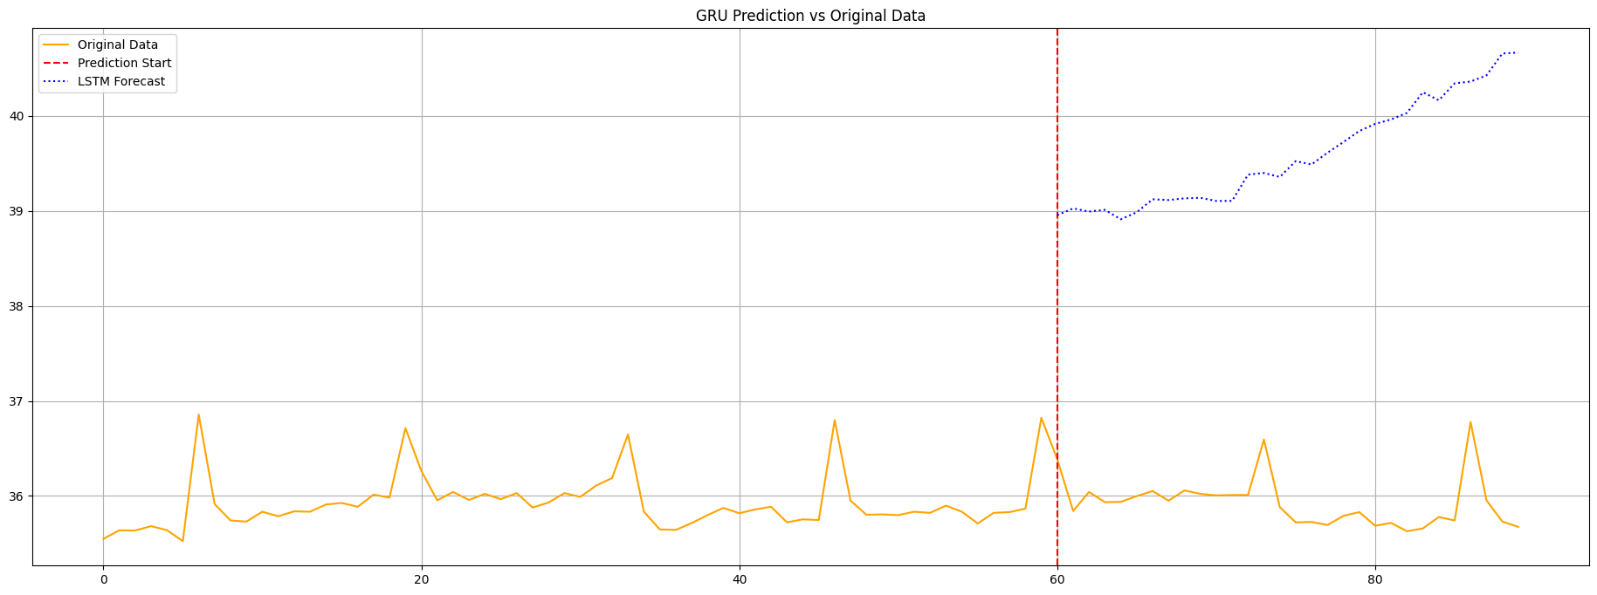 GRU Prediction vs Original Data
Original Data
Prediction Start
LSTM Forecast
40
39
38
37
36
0
20
40
60
80